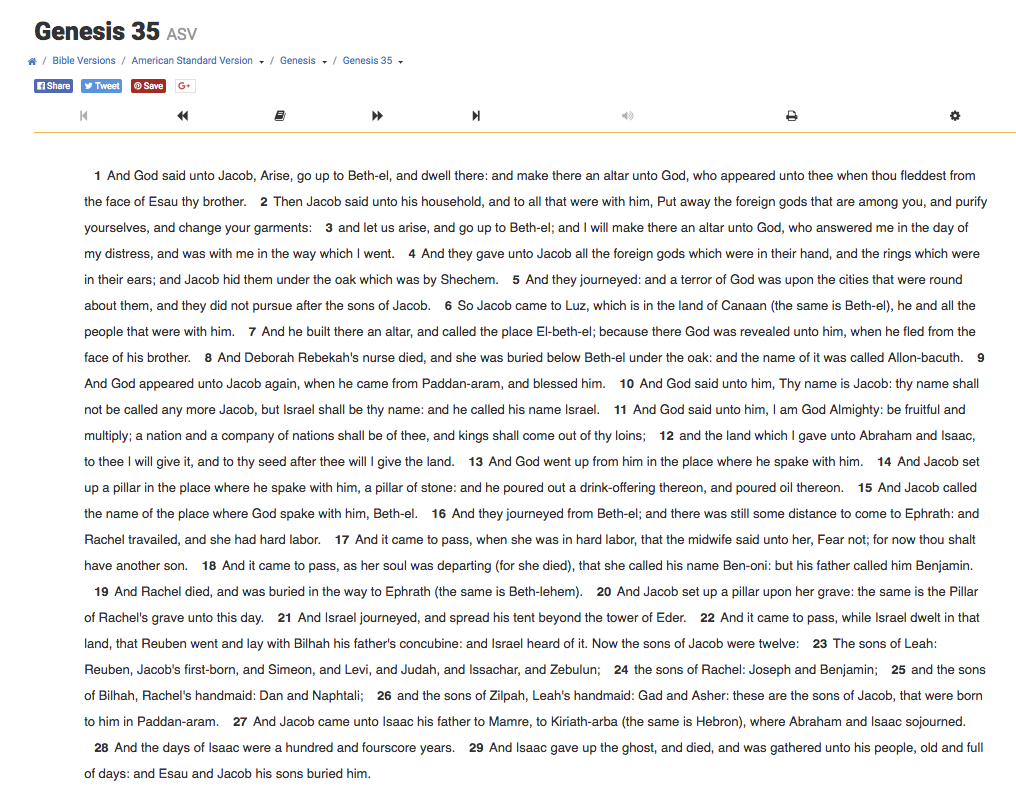 Genesis 35 ASV
/ Bible Versions / American Standard Version / Genesis / Genesis 35
Share Tweet Save G+
1 And God said unto Jacob, Arise, go up to Beth-el, and dwell there: and make there an altar unto God, who appeared unto thee when thou fleddest from
the face of Esau thy brother. 2 Then Jacob said unto his household, and to all that were with him, Put away the foreign gods that are among you, and purify
yourselves, and change your garments: 3 and let us arise, and go up to Beth-el; and I will make there an altar unto God, who answered me in the day of
my distress, and was with me in the way which I went. 4 And they gave unto Jacob all the foreign gods which were in their hand, and the rings which were
in their ears; and Jacob hid them under the oak which was by Shechem. 5 And they journeyed: and a terror of God was upon the cities that were round
about them, and they did not pursue after the sons of Jacob. 6 So Jacob came to Luz, which is in the land of Canaan (the same is Beth-el), he and all the
people that were with him. 7 And he built there an altar, and called the place El-beth-el; because there God was revealed unto him, when he fled from the
face of his brother. 8 And Deborah Rebekah's nurse died, and she was buried below Beth-el under the oak: and the name of it was called Allon-bacuth. 9
And God appeared unto Jacob again, when he came from Paddan-aram, and blessed him. 10 And God said unto him, Thy name is Jacob: thy name shall
not be called any more Jacob, but Israel shall be thy name: and he called his name Israel. 11 And God said unto him, I am God Almighty: be fruitful and
multiply; a nation and a company of nations shall be of thee, and kings shall come out of thy loins; 12 and the land which I gave unto Abraham and Isaac,
to thee I will give it, and to thy seed after thee will I give the land. 13 And God went up from him in the place where he spake with him. 14 And Jacob set
up a pillar in the place where he spake with him, a pillar of stone: and he poured out a drink-offering thereon, and poured oil thereon. 15 And Jacob called
the name of the place where God spake with him, Beth-el. 16 And they journeyed from Beth-el; and there was still some distance to come to Ephrath: and
Rachel travailed, and she had hard labor. 17 And it came to pass, when she was in hard labor, that the midwife said unto her, Fear not; for now thou shalt
have another son. 18 And it came to pass, as her soul was departing (for she died), that she called his name Ben-oni: but his father called him Benjamin.
19 And Rachel died, and was buried in the way to Ephrath (the same is Beth-lehem). 20 And Jacob set up a pillar upon her grave: the same is the Pillar
of Rachel's grave unto this day. 21 And Israel journeyed, and spread his tent beyond the tower of Eder. 22 And it came to pass, while Israel dwelt in that
land, that Reuben went and lay with Bilhah his father's concubine: and Israel heard of it. Now the sons of Jacob were twelve: 23 The sons of Leah:
Reuben, Jacob's first-born, and Simeon, and Levi, and Judah, and Issachar, and Zebulun; 24 the sons of Rachel: Joseph and Benjamin; 25 and the sons
of Bilhah, Rachel's handmaid: Dan and Naphtali; 26 and the sons of Zilpah, Leah's handmaid: Gad and Asher: these are the sons of Jacob, that were born
to him in Paddan-aram. 27 And Jacob came unto Isaac his father to Mamre, to Kiriath-arba (the same is Hebron), where Abraham and Isaac sojourned.
28 And the days of Isaac were a hundred and fourscore years. 29 And Isaac gave up the ghost, and died, and was gathered unto his people, old and full
of days: and Esau and Jacob his sons buried him.